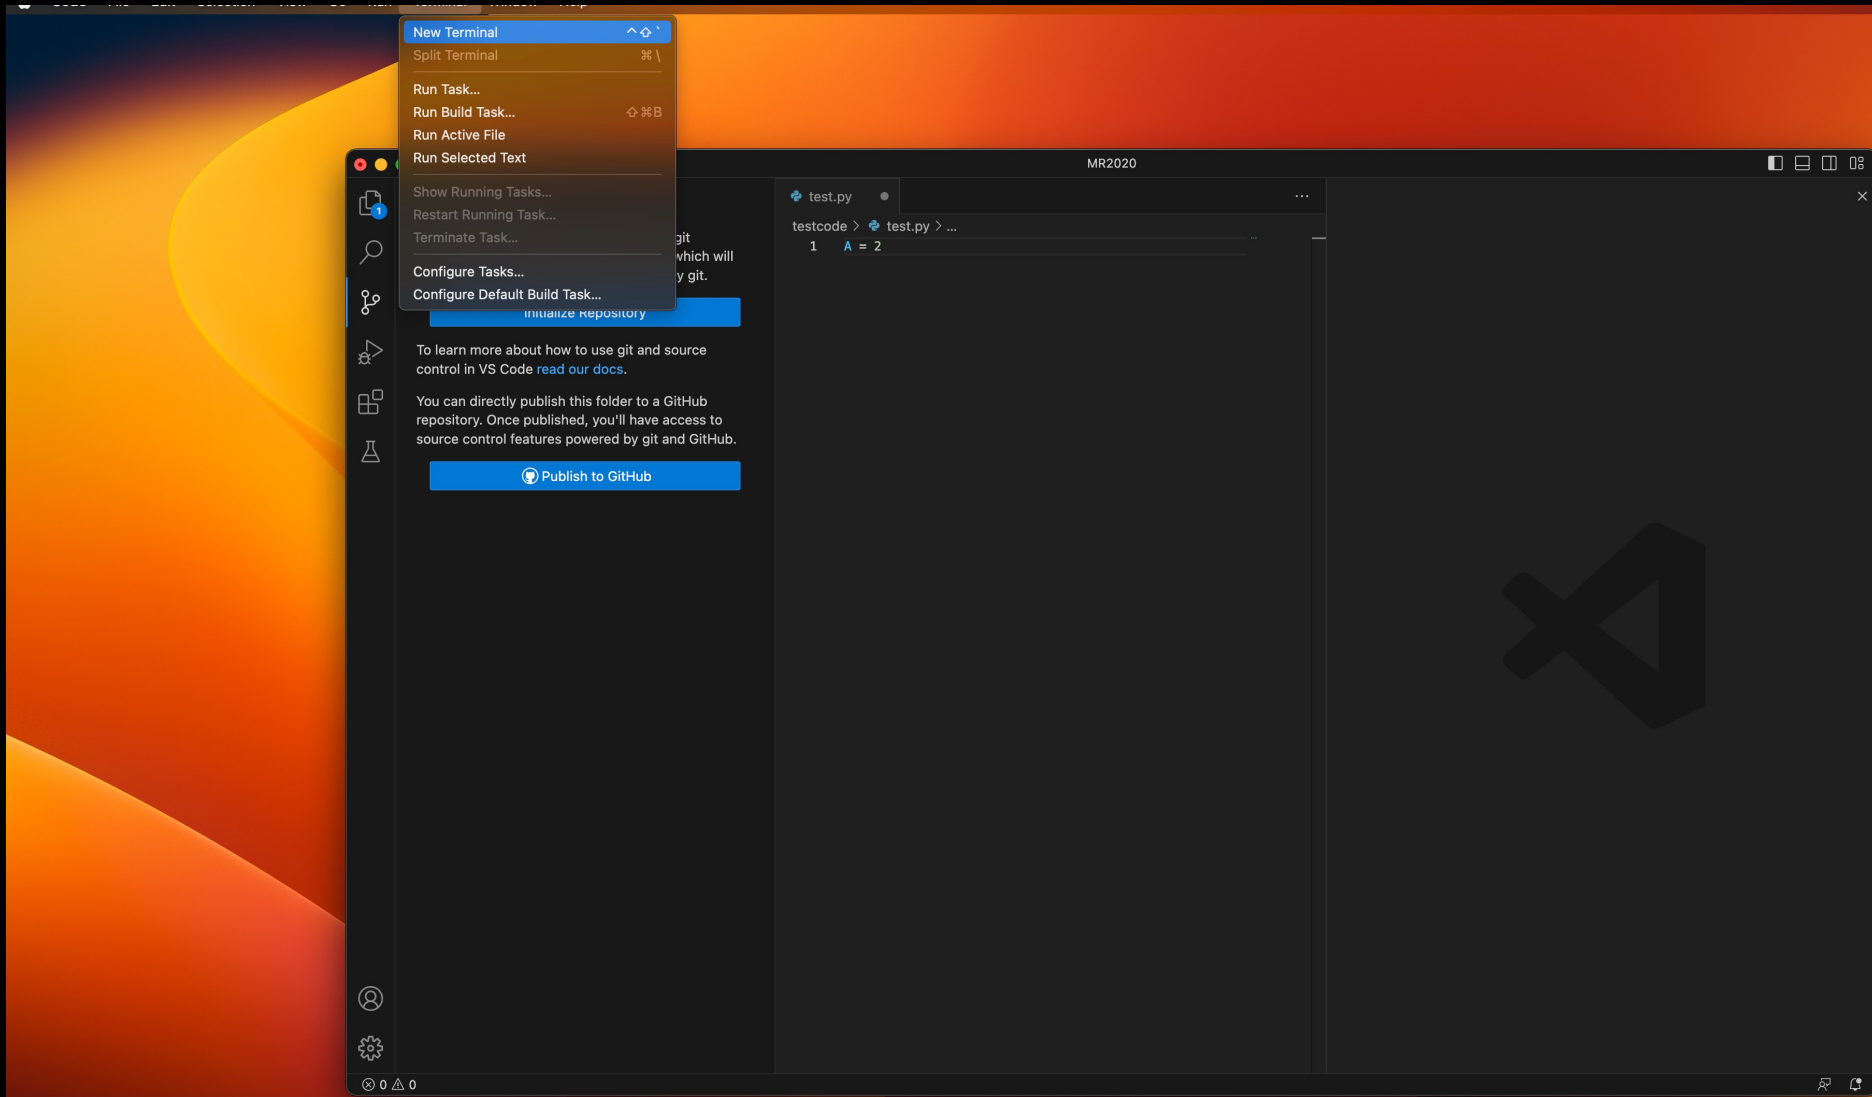 New Terminal ^⇧`
Split Terminal ⌘\
Run Task...
Run Build Task... ⇧⌘B
Run Active File
Run Selected Text
Show Running Tasks...
Restart Running Task...
Terminate Task...
Configure Tasks...
Configure Default Build Task...
MR2020
1
git
which will
y git.
Initialize Repository
To learn more about how to use git and source
control in VS Code read our docs.
You can directly publish this folder to a GitHub
repository. Once published, you'll have access to
source control features powered by git and GitHub.
Publish to GitHub
test.py
testcode > test.py > ...
1 A = 2
0 0